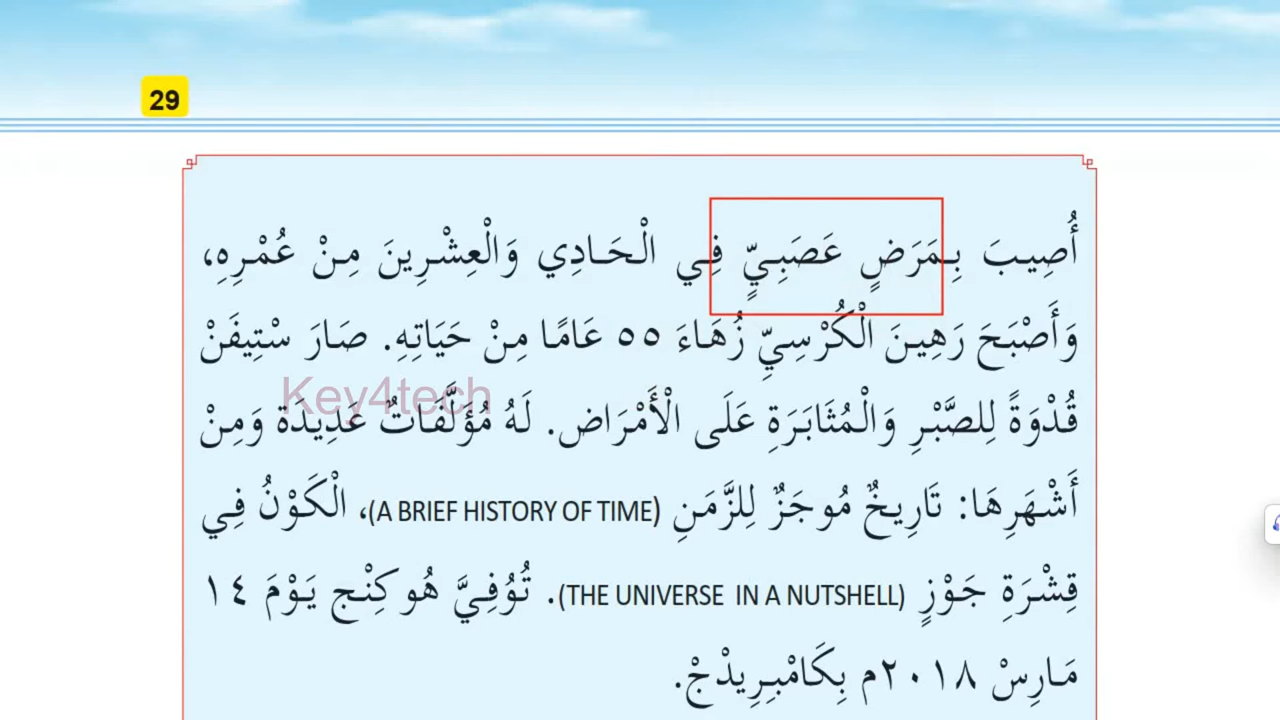 29
أُصِيبَ بِمَرَضٍ عَصَبِيٍّ فِي الْحَادِي وَالْعِشْرِينَ مِنْ عُمْرِهِ،
وَأَصْبَحَ رَهِينَ الْكُرْسِيِّ زُهَاءَ ٥٥ عَامًا مِنْ حَيَاتِهِ. صَارَ سْتِيفَنْ
Key4tech
قُدْوَةً لِلصَّبْرِ وَالْمُثَابَرَةِ عَلَى الْأَمْرَاض. لَهُ مُؤَلَّفَاتٌ عَدِيدَة وَمِنْ
أَشْهَرِهَا: تَارِيخٌ مُوجَزٌ لِلزَّمَنِ (A BRIEF HISTORY OF TIME)، الْكَوْنُ فِي
قِشْرَةِ جَوْزٍ (THE UNIVERSE IN A NUTSHELL). تُوُفِيَّ هُوكِنْج يَوْمَ ١٤
مَارِسْ ٢٠١٨م بِكَامْبِرِيدْجْ.